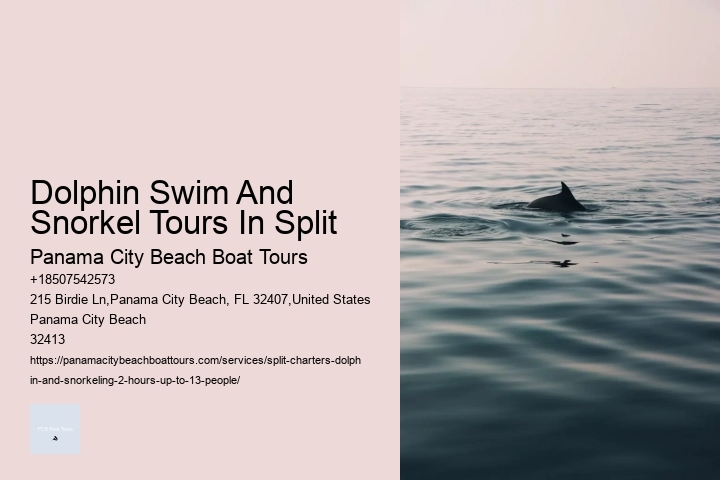 Dolphin Swim And
Snorkel Tours In Split
Panama City Beach Boat Tours
+18507542573
215 Birdie Ln,Panama City Beach, FL 32407,United States
Panama City Beach
32413
https://panamacitybeachboattours.com/services/split-charters-dolph
in-and-snorkeling-2-hours-up-to-13-people/